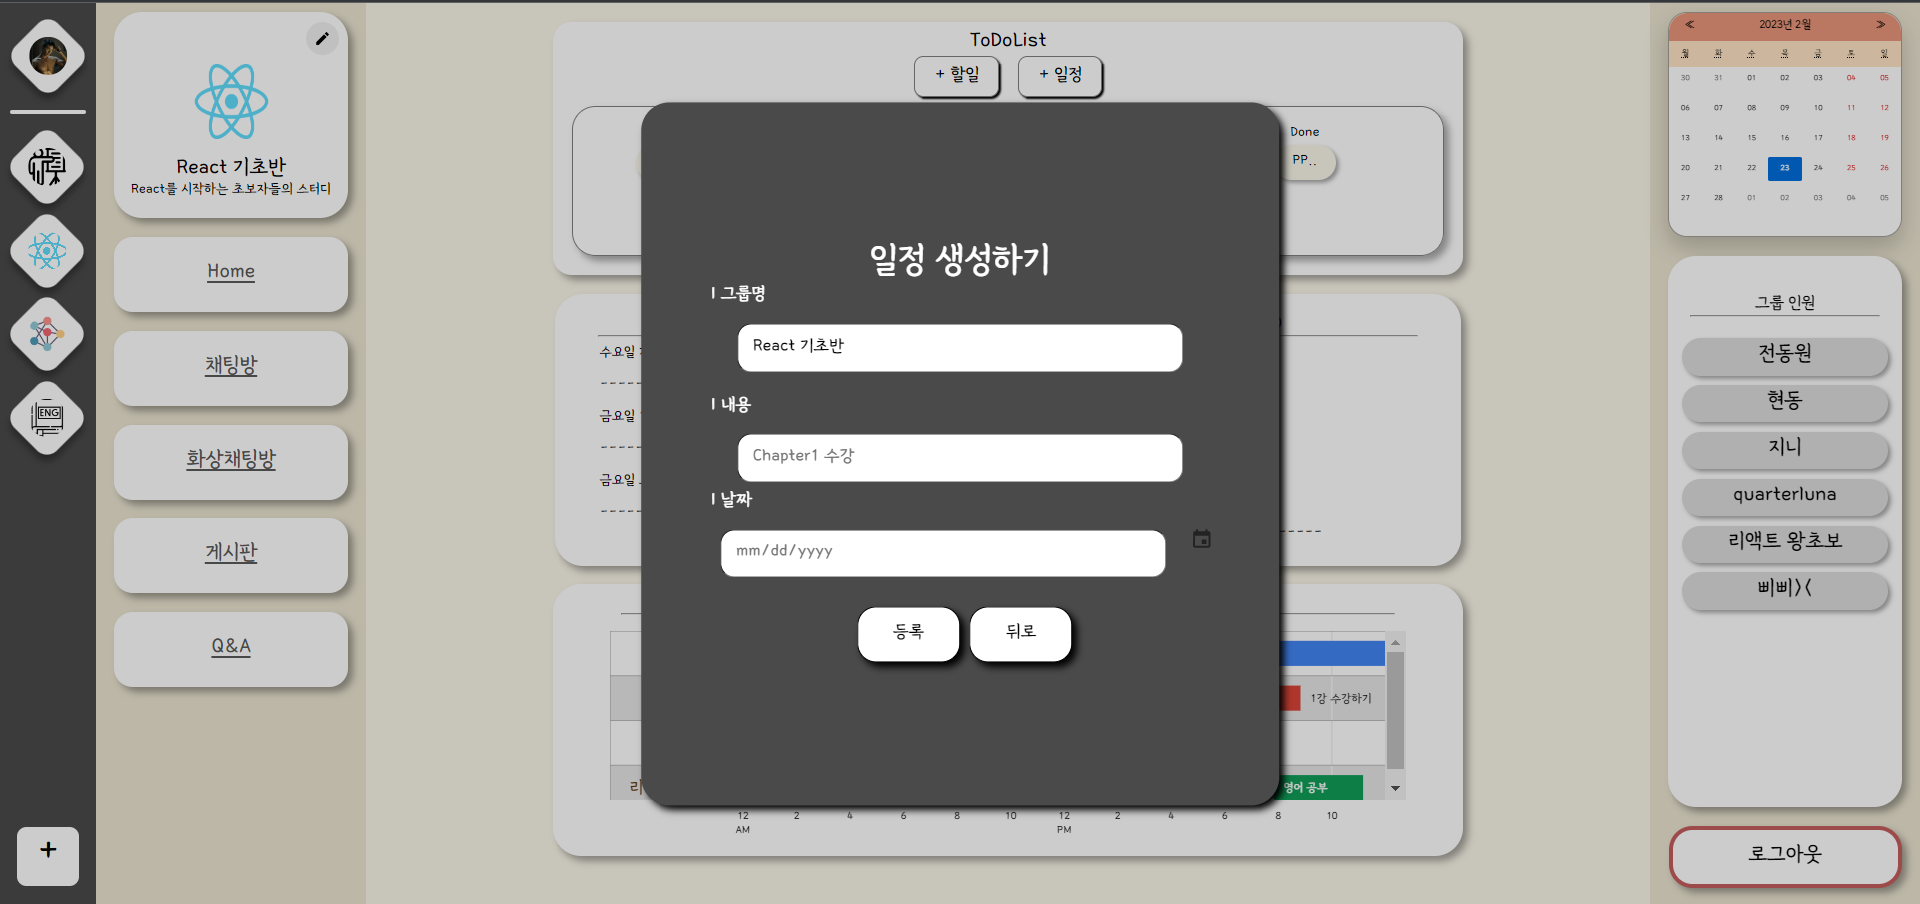 React 기초반
React를 시작하는 초보자들의 스터디
Home
채팅방
화상채팅방
게시판
Q&A
ENG
+
ToDoList
+ 할일
+ 일정
Done
PP..
수요일
금요일
금요일
일정 생성하기
| 그룹명
React 기초반
| 내용
Chapter1 수강
| 날짜
mm/dd/yyyy
등록
뒤로
1강 수강하기
리
영어 공부
12 2 4 6 8 10 12 2 4 6 8 10
AM PM
≪ 2023년 2월 ≫
월 화 수 목 금 토 일
30 31 01 02 03 04 05
06 07 08 09 10 11 12
13 14 15 16 17 18 19
20 21 22 23 24 25 26
27 28 01 02 03 04 05
그룹 인원
전동원
현동
지니
quarterluna
리액트 왕초보
삐삐><
로그아웃